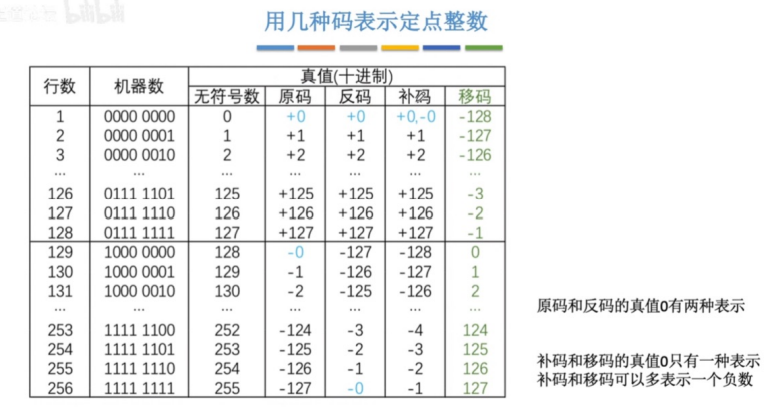 用几种码表示定点整数
行数 机器数 真值(十进制)
无符号数 原码 反码 补码 移码
1 0000 0000 0 +0 +0 +0,-0 -128
2 0000 0001 1 +1 +1 +1 -127
3 0000 0010 2 +2 +2 +2 -126
... ... ... ... ... ... ...
126 0111 1101 125 +125 +125 +125 -3
127 0111 1110 126 +126 +126 +126 -2
128 0111 1111 127 +127 +127 +127 -1
129 1000 0000 128 -0 -127 -128 0
130 1000 0001 129 -1 -126 -127 1
131 1000 0010 130 -2 -125 -126 2
... ... ... ... ... ... ...
253 1111 1100 252 -124 -3 -4 124
254 1111 1101 253 -125 -2 -3 125
255 1111 1110 254 -126 -1 -2 126
256 1111 1111 255 -127 -0 -1 127
原码和反码的真值0有两种表示
补码和移码的真值0只有一种表示
补码和移码可以多表示一个负数